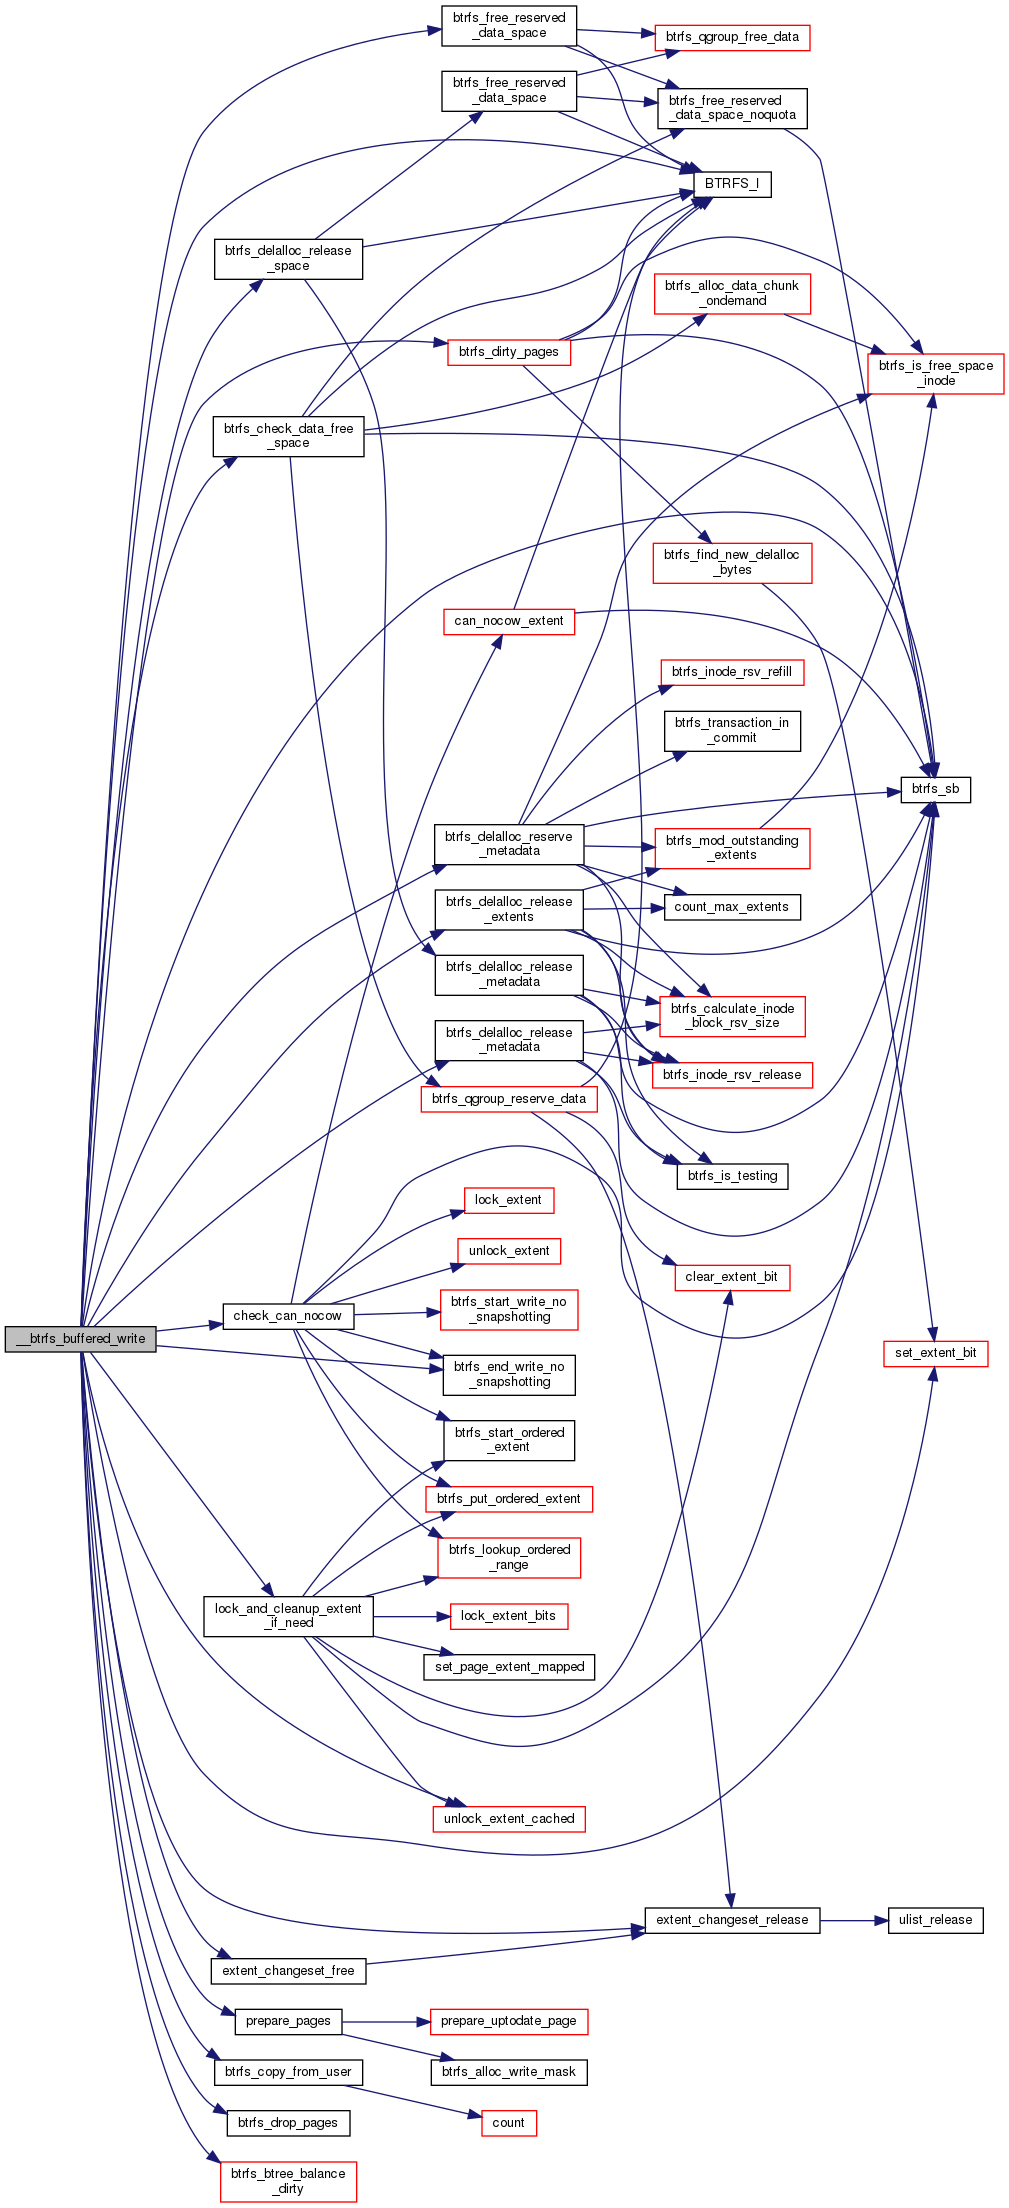 btrfs_free_reserved
_data_space
btrfs_qgroup_free_data
btrfs_free_reserved
_data_space
btrfs_free_reserved
_data_space_noquota
BTRFS_I
btrfs_delalloc_release
_space
btrfs_alloc_data_chunk
_ondemand
btrfs_dirty_pages
btrfs_is_free_space
_inode
btrfs_check_data_free
_space
btrfs_find_new_delalloc
_bytes
can_nocow_extent
btrfs_inode_rsv_refill
btrfs_transaction_in
_commit
btrfs_sb
btrfs_delalloc_reserve
_metadata
btrfs_mod_outstanding
_extents
btrfs_delalloc_release
_extents
count_max_extents
btrfs_delalloc_release
_metadata
btrfs_calculate_inode
_block_rsv_size
btrfs_delalloc_release
_metadata
btrfs_inode_rsv_release
btrfs_qgroup_reserve_data
btrfs_is_testing
lock_extent
unlock_extent
clear_extent_bit
check_can_nocow
btrfs_start_write_no
_snapshotting
__btrfs_buffered_write
set_extent_bit
btrfs_end_write_no
_snapshotting
btrfs_start_ordered
_extent
btrfs_put_ordered_extent
btrfs_lookup_ordered
_range
lock_and_cleanup_extent
_if_need
lock_extent_bits
set_page_extent_mapped
unlock_extent_cached
extent_changeset_release
ulist_release
extent_changeset_free
prepare_pages
prepare_uptodate_page
btrfs_copy_from_user
btrfs_alloc_write_mask
btrfs_drop_pages
count
btrfs_btree_balance
_dirty